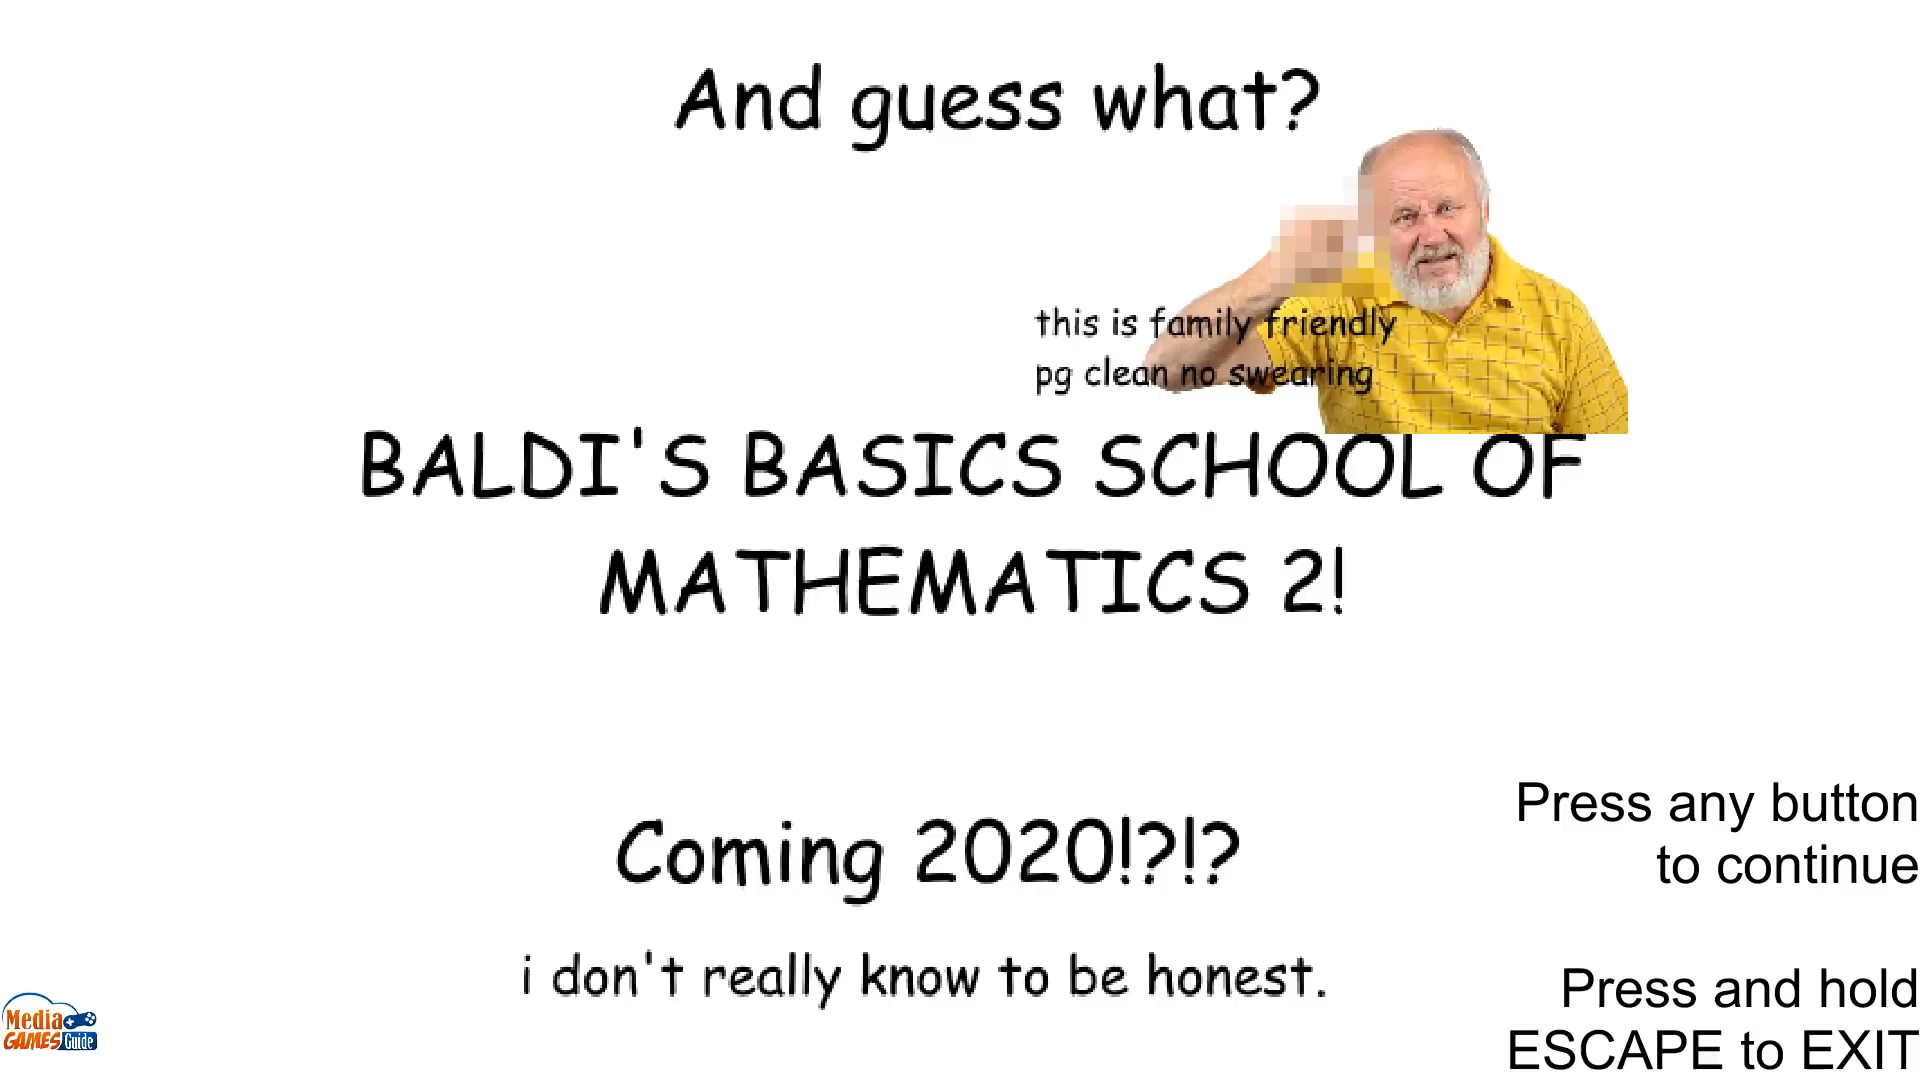 And guess what?
this is family friendly
pg clean no swearing
BALDI'S BASICS SCHOOL OF
MATHEMATICS 2!
Coming 2020!?!?
i don't really know to be honest.
Press any button
to continue
Press and hold
ESCAPE to EXIT
Media
GAMES Guide